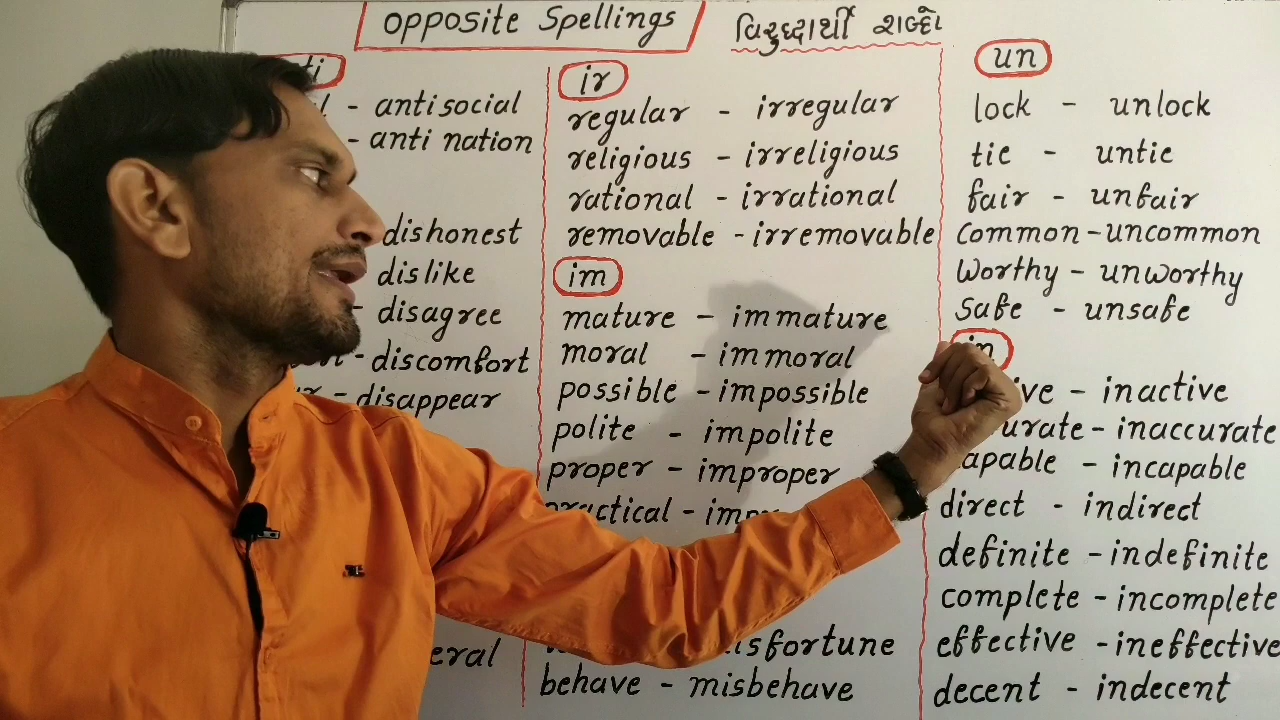 opposite Spellings વિરુદ્ધાર્થી શબ્દો
- antisocial
- anti nation
dishonest
dislike
- disagree
- discomfort
- disappear
ir
regular - irregular
religious - irreligious
rational - irrational
removable - irremovable
im
mature - immature
moral - immoral
possible - impossible
polite - impolite
proper - improper
practical -
behave - misbehave
un
lock - unlock
tie - untie
fair - unfair
Common - uncommon
Worthy - unworthy
Safe - unsafe
in
- inactive
- inaccurate
- incapable
direct - indirect
definite - indefinite
complete - incomplete
effective - ineffective
decent - indecent